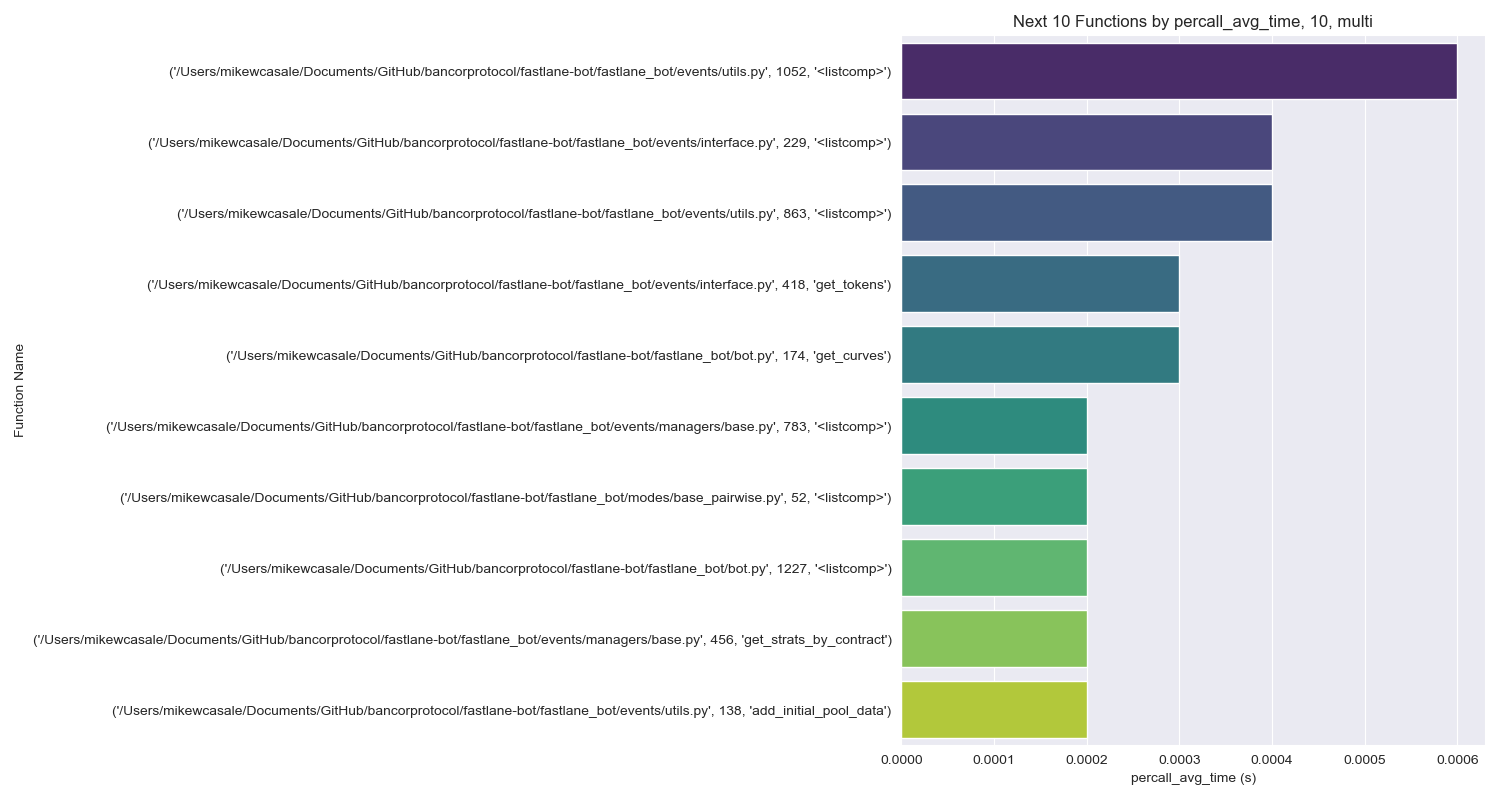 Next 10 Functions by percall_avg_time, 10, multi
('/Users/mikewcasale/Documents/GitHub/bancorprotocol/fastlane-bot/fastlane_bot/events/utils.py', 1052, '<listcomp>')
('/Users/mikewcasale/Documents/GitHub/bancorprotocol/fastlane-bot/fastlane_bot/events/interface.py', 229, '<listcomp>')
('/Users/mikewcasale/Documents/GitHub/bancorprotocol/fastlane-bot/fastlane_bot/events/utils.py', 863, '<listcomp>')
('/Users/mikewcasale/Documents/GitHub/bancorprotocol/fastlane-bot/fastlane_bot/events/interface.py', 418, 'get_tokens')
('/Users/mikewcasale/Documents/GitHub/bancorprotocol/fastlane-bot/fastlane_bot/bot.py', 174, 'get_curves')
('/Users/mikewcasale/Documents/GitHub/bancorprotocol/fastlane-bot/fastlane_bot/events/managers/base.py', 783, '<listcomp>')
('/Users/mikewcasale/Documents/GitHub/bancorprotocol/fastlane-bot/fastlane_bot/modes/base_pairwise.py', 52, '<listcomp>')
('/Users/mikewcasale/Documents/GitHub/bancorprotocol/fastlane-bot/fastlane_bot/bot.py', 1227, '<listcomp>')
('/Users/mikewcasale/Documents/GitHub/bancorprotocol/fastlane-bot/fastlane_bot/events/managers/base.py', 456, 'get_strats_by_contract')
('/Users/mikewcasale/Documents/GitHub/bancorprotocol/fastlane-bot/fastlane_bot/events/utils.py', 138, 'add_initial_pool_data')
Function Name
0.0000 0.0001 0.0002 0.0003 0.0004 0.0005 0.0006
percall_avg_time (s)